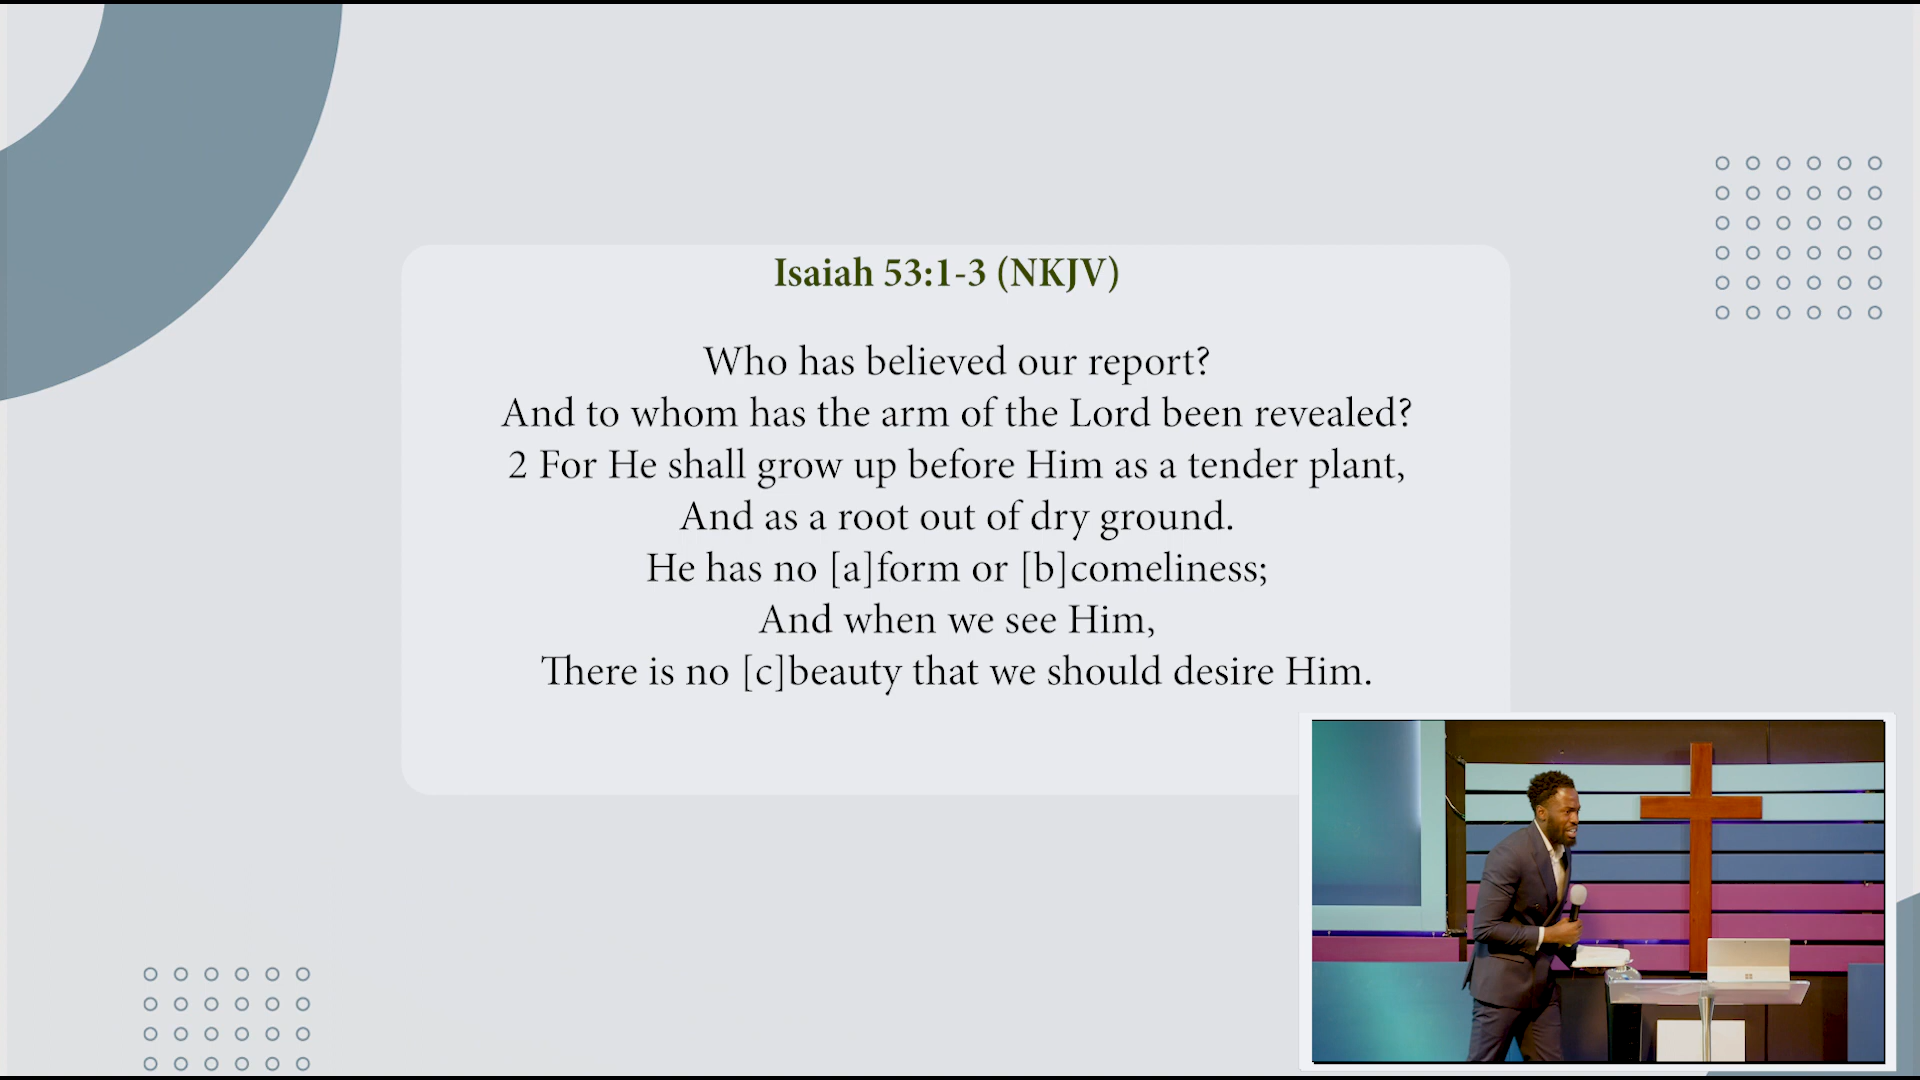 Isaiah 53:1-3 (NKJV)
Who has believed our report?
And to whom has the arm of the Lord been revealed?
2 For He shall grow up before Him as a tender plant,
And as a root out of dry ground.
He has no [a]form or [b]comeliness;
And when we see Him,
There is no [c]beauty that we should desire Him.